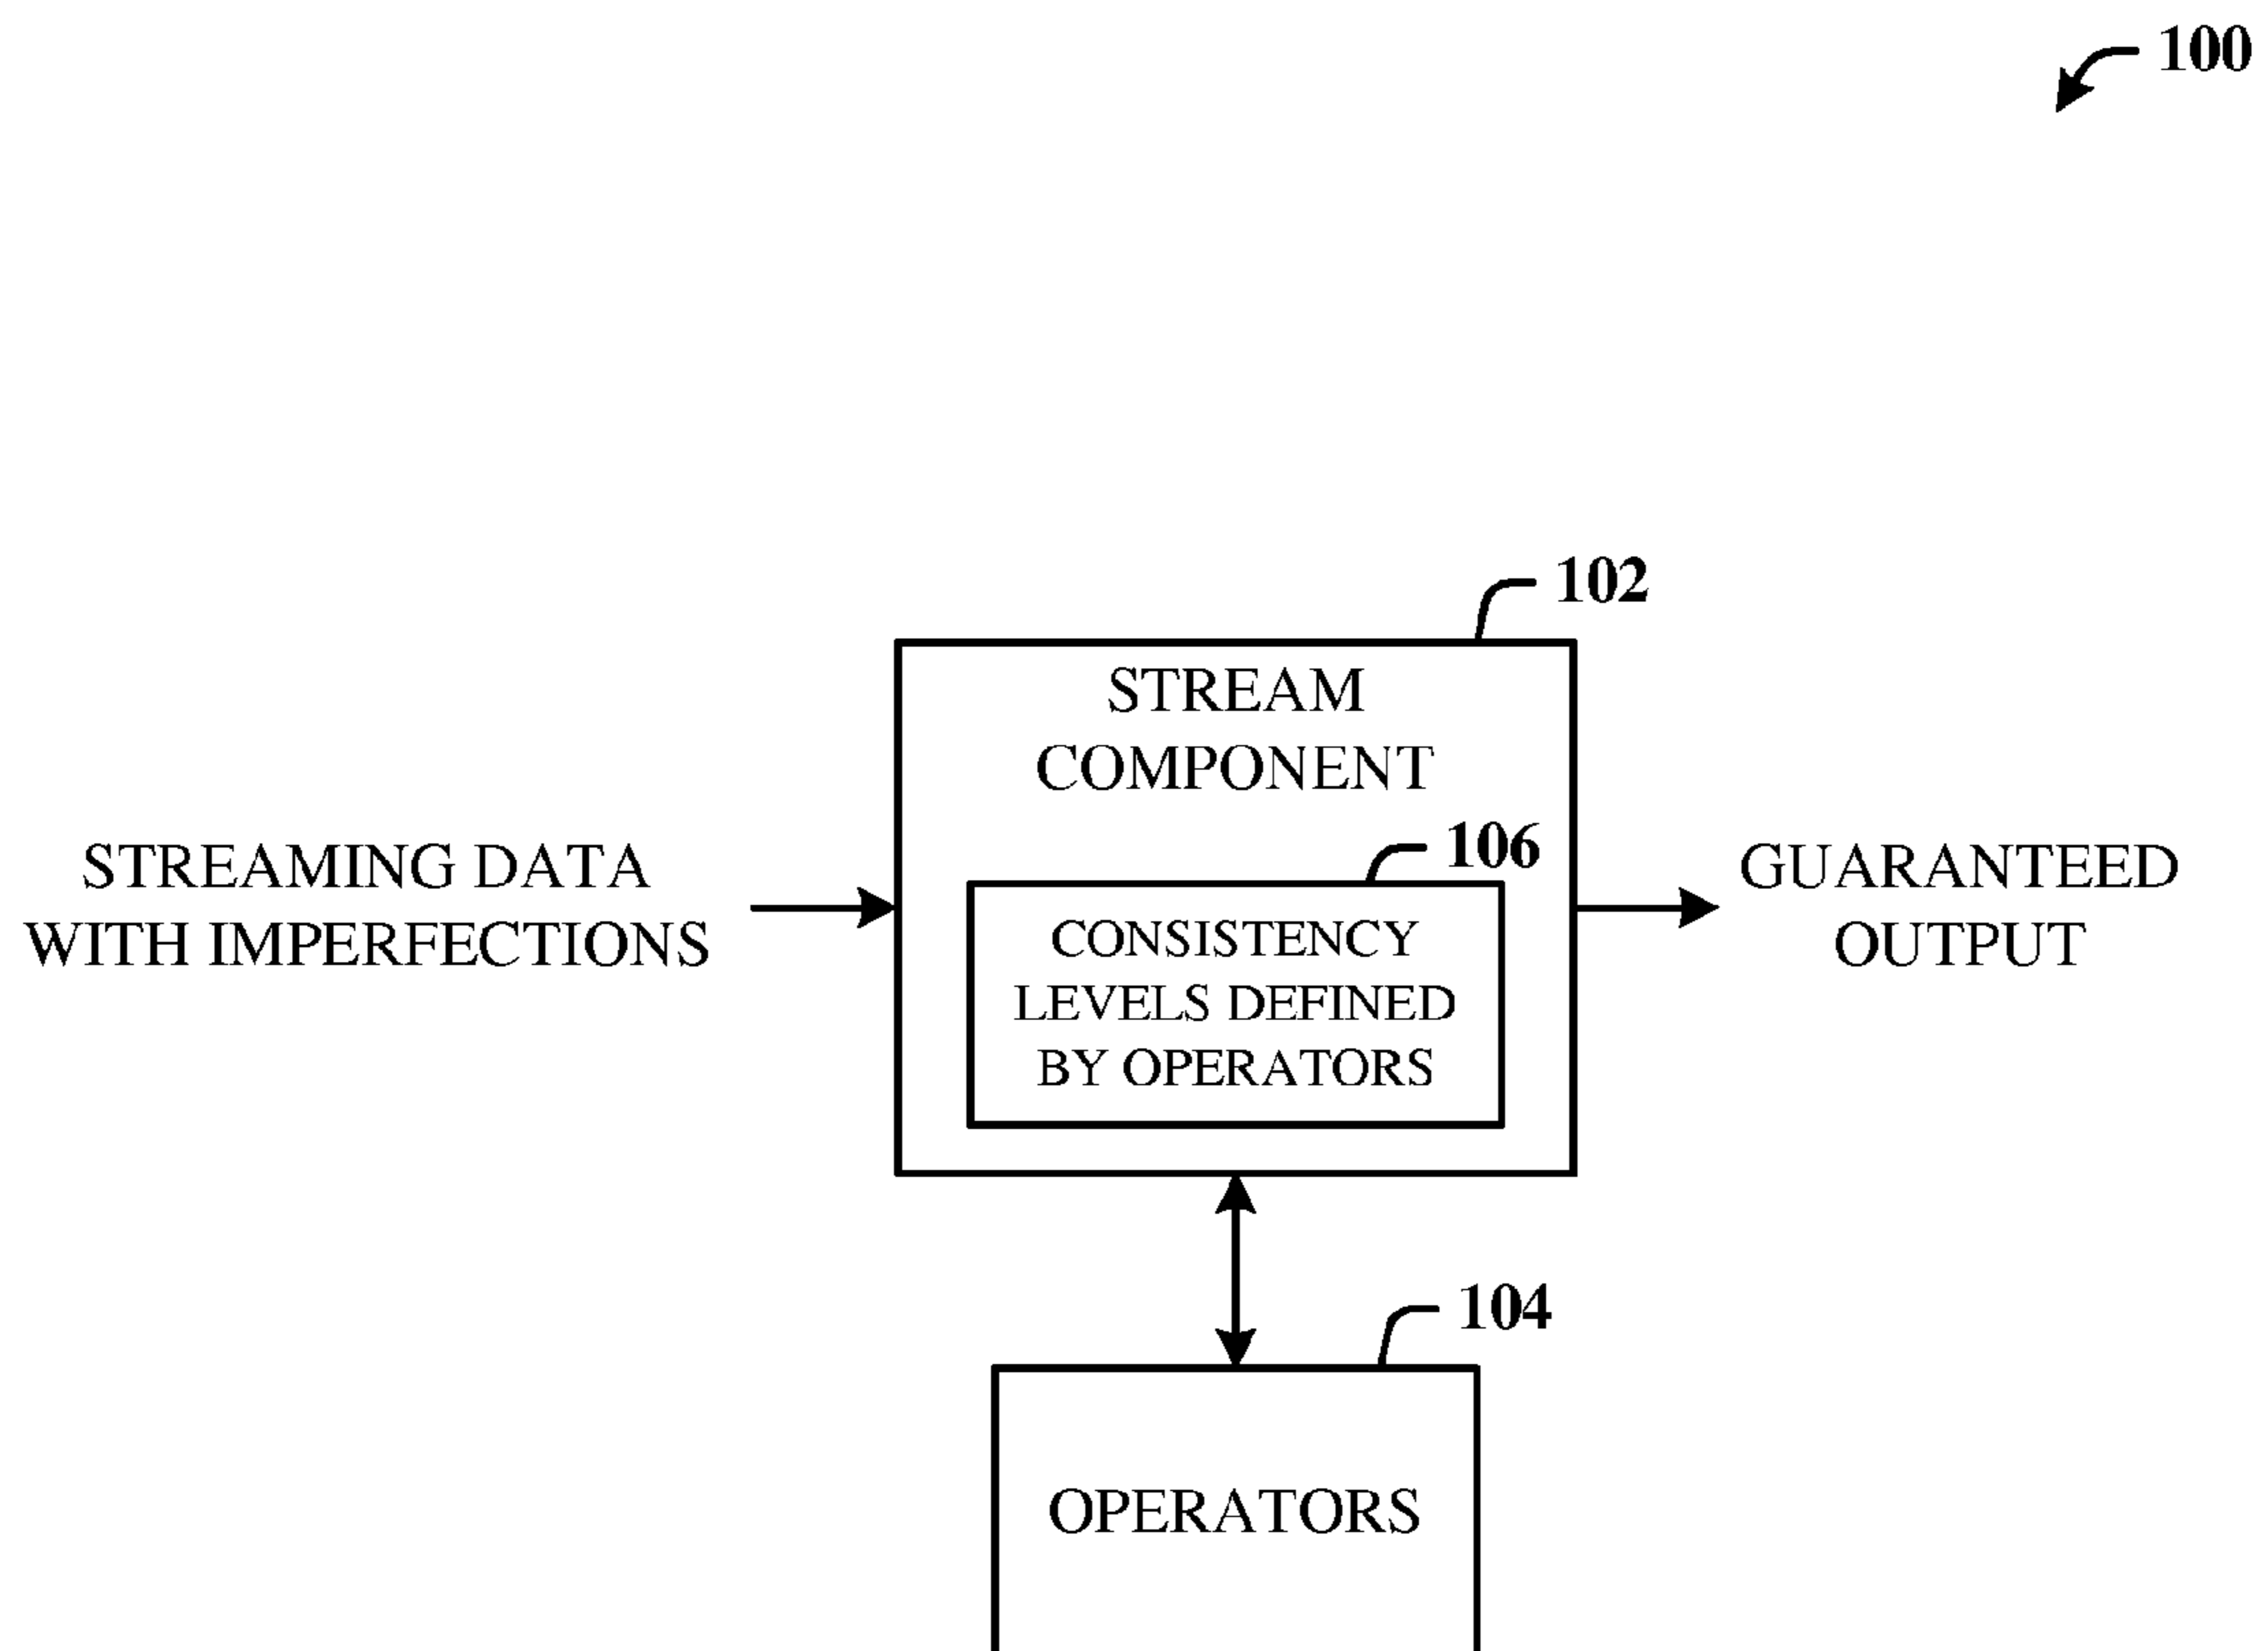 100
102
STREAM
COMPONENT
106
STREAMING DATA
WITH IMPERFECTIONS
CONSISTENCY
LEVELS DEFINED
BY OPERATORS
GUARANTEED
OUTPUT
104
OPERATORS